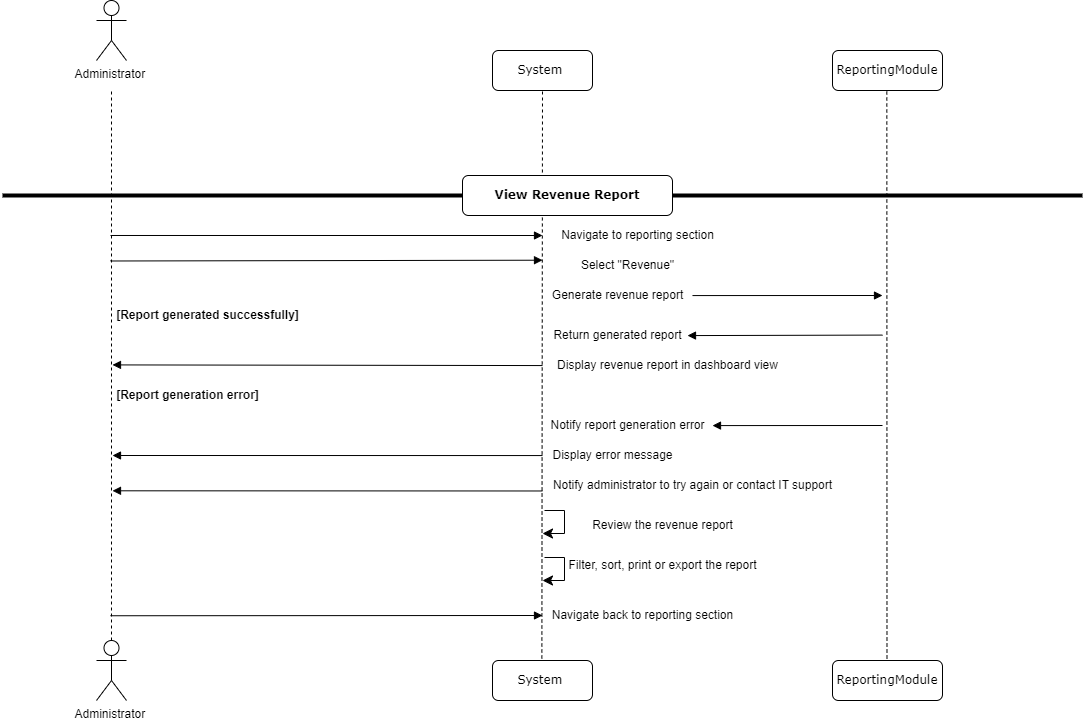 Administrator
System
ReportingModule
View Revenue Report
Navigate to reporting section
Select "Revenue"
Generate revenue report
[Report generated successfully]
Return generated report
Display revenue report in dashboard view
[Report generation error]
Notify report generation error
Display error message
Notify administrator to try again or contact IT support
Review the revenue report
Filter, sort, print or export the report
Navigate back to reporting section
System
ReportingModule
Administrator